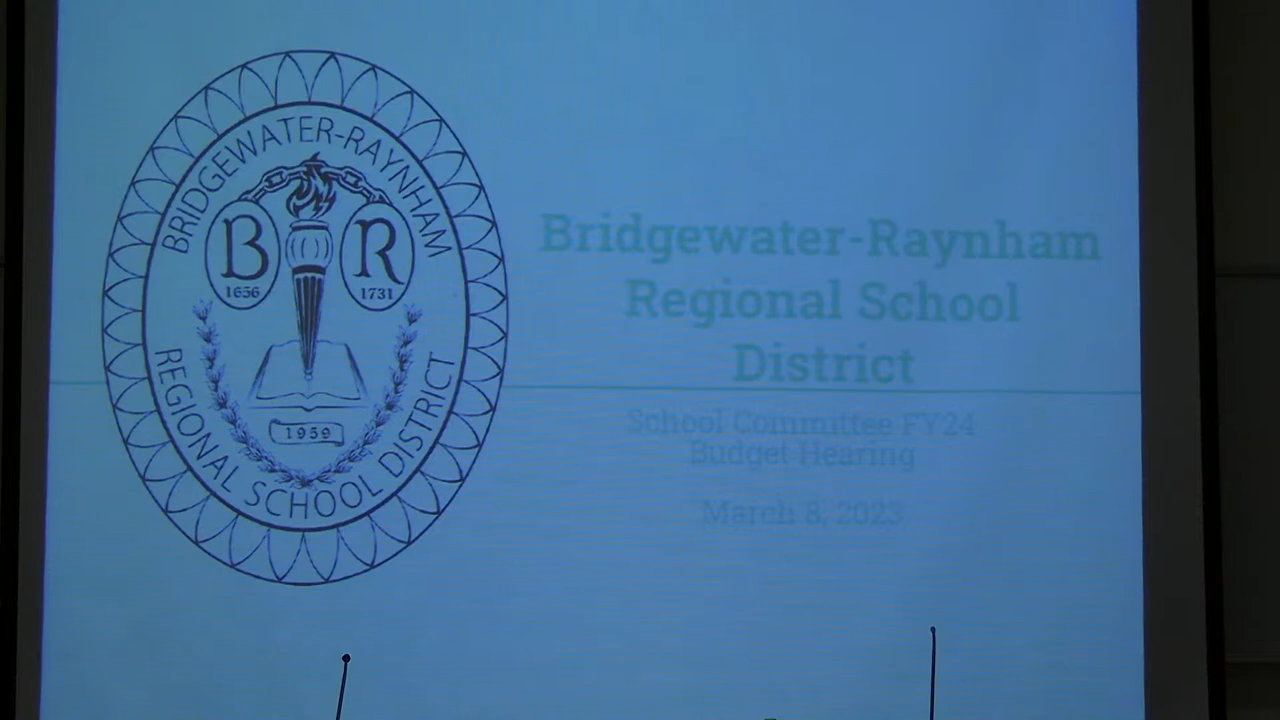 BRIDGEWATER-RAYNHAM
B
1656
R
1731
1959
REGIONAL SCHOOL DISTRICT
Bridgewater-Raynham
Regional School
District
School Committee FY24
Budget Hearing
March 8, 2023